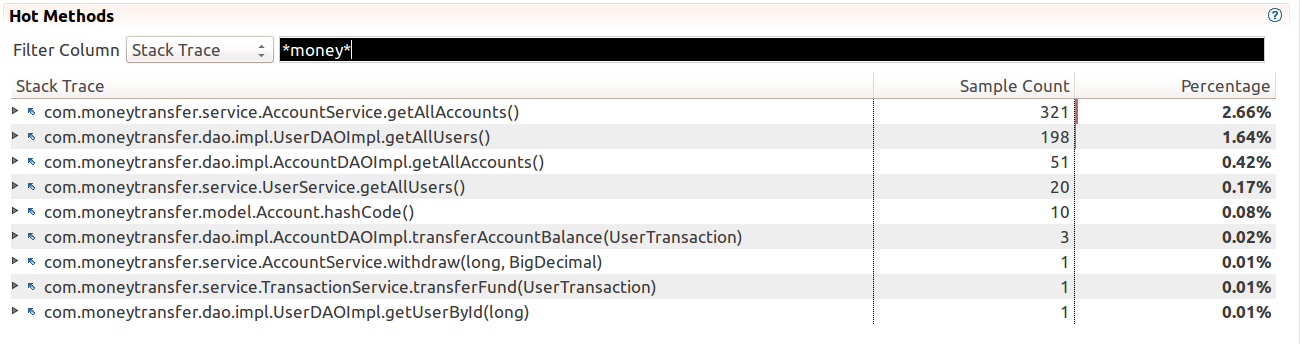 Hot Methods
Filter Column Stack Trace *money*
Stack Trace Sample Count Percentage
com.moneytransfer.service.AccountService.getAllAccounts() 321 2.66%
com.moneytransfer.dao.impl.UserDAOImpl.getAllUsers() 198 1.64%
com.moneytransfer.dao.impl.AccountDAOImpl.getAllAccounts() 51 0.42%
com.moneytransfer.service.UserService.getAllUsers() 20 0.17%
com.moneytransfer.model.Account.hashCode() 10 0.08%
com.moneytransfer.dao.impl.AccountDAOImpl.transferAccountBalance(UserTransaction) 3 0.02%
com.moneytransfer.service.AccountService.withdraw(long, BigDecimal) 1 0.01%
com.moneytransfer.service.TransactionService.transferFund(UserTransaction) 1 0.01%
com.moneytransfer.dao.impl.UserDAOImpl.getUserById(long) 1 0.01%